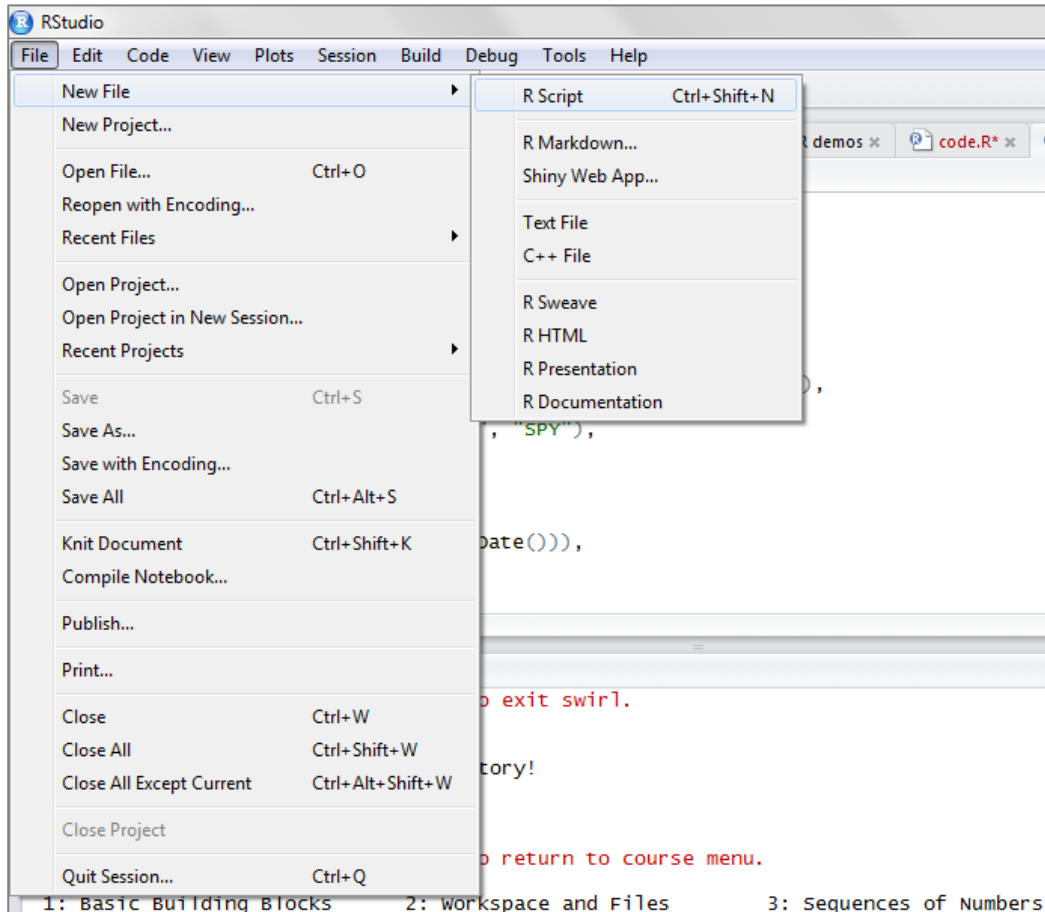 RStudio
File Edit Code View Plots Session Build Debug Tools Help
New File
New Project...
Open File... Ctrl+O
Reopen with Encoding...
Recent Files
Open Project...
Open Project in New Session...
Recent Projects
Save Ctrl+S
Save As...
Save with Encoding...
Save All Ctrl+Alt+S
Knit Document Ctrl+Shift+K
Compile Notebook...
Publish...
Print...
Close Ctrl+W
Close All Ctrl+Shift+W
Close All Except Current Ctrl+Alt+Shift+W
Close Project
Quit Session... Ctrl+Q
R Script Ctrl+Shift+N
R Markdown...
Shiny Web App...
Text File
C++ File
R Sweave
R HTML
R Presentation
R Documentation
demos code.R*
),
, "SPY"),
Date())),
o exit swirl.
tory!
o return to course menu.
1: Basic Building Blocks 2: Workspace and Files 3: Sequences of Numbers